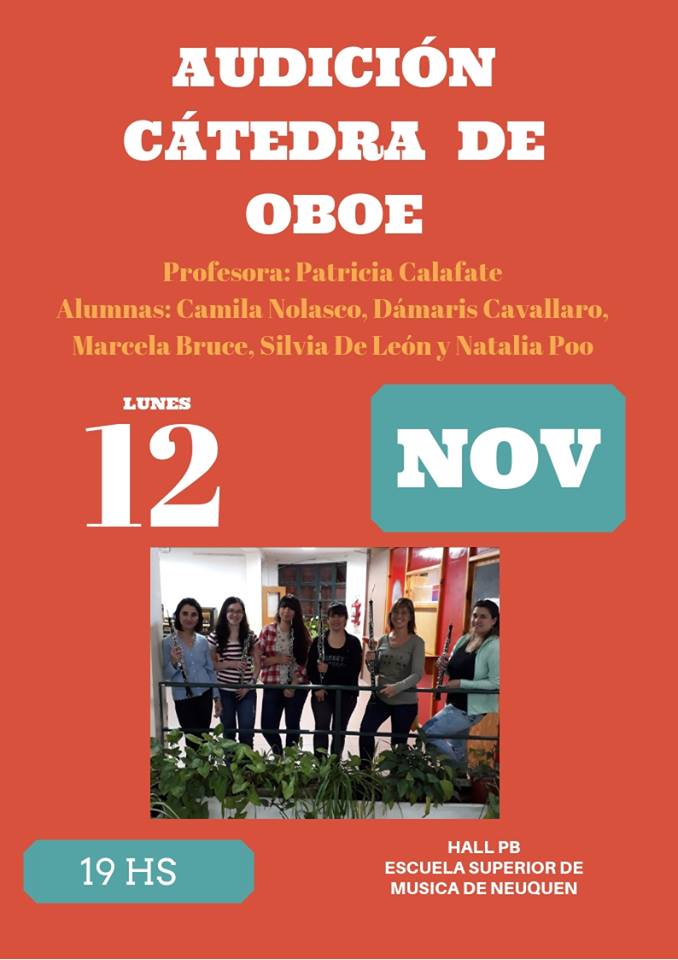 AUDICIÓN
CÁTEDRA DE
OBOE
Profesora: Patricia Calafate
Alumnas: Camila Nolasco, Dámaris Cavallaro,
Marcela Bruce, Silvia De León y Natalia Poo
LUNES
12
NOV
19 HS
HALL PB
ESCUELA SUPERIOR DE
MUSICA DE NEUQUEN